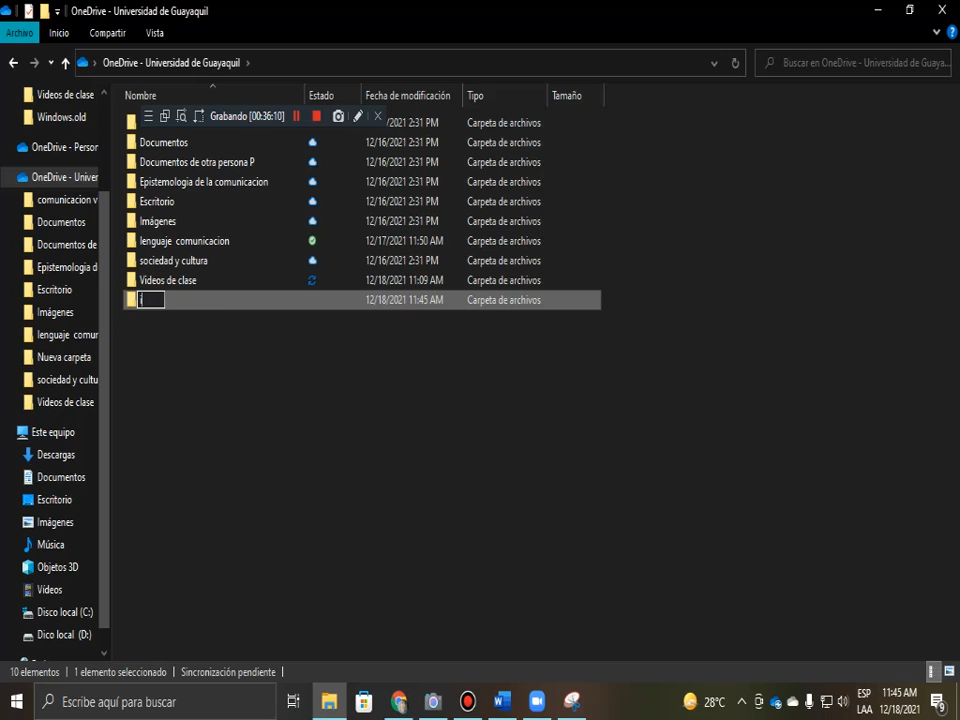 OneDrive - Universidad de Guayaquil
Archivo Inicio Compartir Vista
OneDrive - Universidad de Guayaquil
Buscar en OneDrive - Universidad de Guaya...
Nombre Estado Fecha de modificación Tipo Tamaño
Grabando [00:36:10]
/2021 2:31 PM Carpeta de archivos
Documentos 12/16/2021 2:31 PM Carpeta de archivos
Documentos de otra persona P 12/16/2021 2:31 PM Carpeta de archivos
Epistemologia de la comunicacion 12/16/2021 2:31 PM Carpeta de archivos
Escritorio 12/16/2021 2:31 PM Carpeta de archivos
Imágenes 12/16/2021 2:31 PM Carpeta de archivos
lenguaje comunicacion 12/17/2021 11:50 AM Carpeta de archivos
sociedad y cultura 12/16/2021 2:31 PM Carpeta de archivos
Videos de clase 12/18/2021 11:09 AM Carpeta de archivos
i 12/18/2021 11:45 AM Carpeta de archivos
Videos de clase
Windows.old
OneDrive - Person
OneDrive - Univer
comunicacion v
Documentos
Documentos de
Epistemologia d
Escritorio
Imágenes
lenguaje comur
Nueva carpeta
sociedad y cultu
Videos de clase
Este equipo
Descargas
Documentos
Escritorio
Imágenes
Música
Objetos 3D
Vídeos
Disco local (C:)
Dico local (D:)
10 elementos 1 elemento seleccionado Sincronización pendiente
Escribe aquí para buscar
28°C
ESP
LAA
11:45 AM
12/18/2021
9